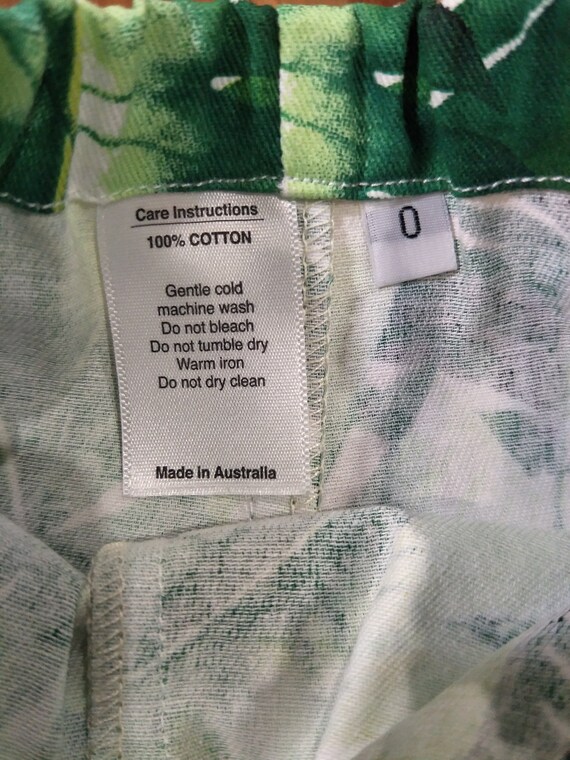 Care Instructions
100% COTTON
Gentle cold
machine wash
Do not bleach
Do not tumble dry
Warm iron
Do not dry clean
Made in Australia
0